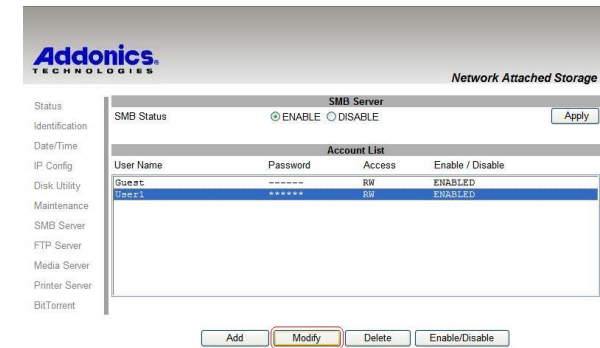 Addonics®
TECHNOLOGIES
Network Attached Storage
Status
Identification
Date/Time
IP Config
Disk Utility
Maintenance
SMB Server
FTP Server
Media Server
Printer Server
BitTorrent
SMB Server
SMB Status ENABLE DISABLE Apply
Account List
User Name Password Access Enable / Disable
Guest ------ RW ENABLED
User1 ****** RW ENABLED
Add Modify Delete Enable/Disable